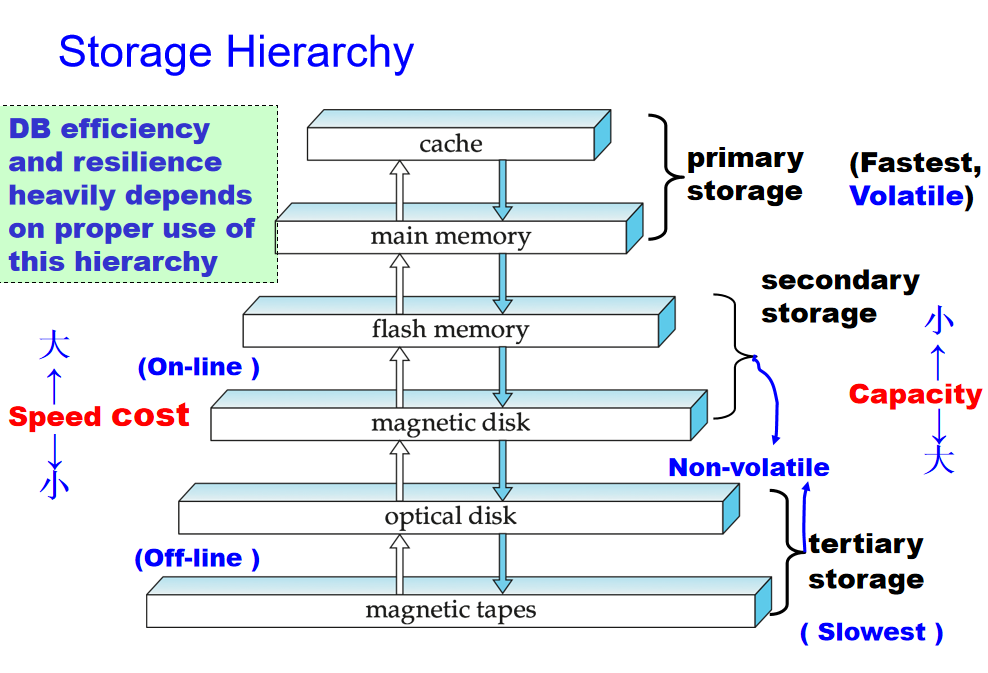 Storage Hierarchy
DB efficiency
and resilience
heavily depends
on proper use of
this hierarchy
cache
main memory
flash memory
magnetic disk
optical disk
magnetic tapes
primary
storage
(Fastest,
Volatile)
secondary
storage
(On-line )
大
Speed cost
小
小
Capacity
大
Non-volatile
(Off-line )
tertiary
storage
( Slowest )